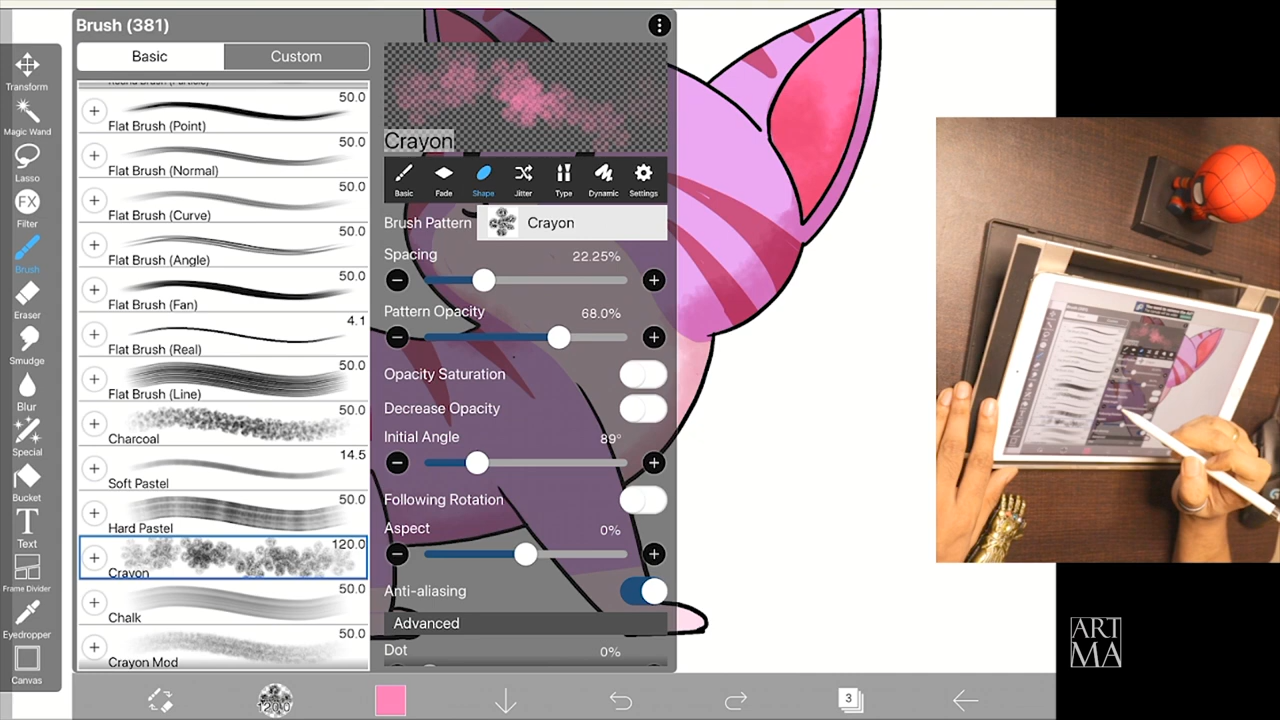 Brush (381)
Basic
Custom
Transform
Magic Wand
Lasso
FX
Filter
Brush
Eraser
Smudge
Blur
Special
Bucket
T
Text
Frame Divider
Eyedropper
Canvas
50.0
Flat Brush (Point)
50.0
Flat Brush (Normal)
50.0
Flat Brush (Curve)
50.0
Flat Brush (Angle)
50.0
Flat Brush (Fan)
4.1
Flat Brush (Real)
50.0
Flat Brush (Line)
50.0
Charcoal
14.5
Soft Pastel
50.0
Hard Pastel
120.0
Crayon
50.0
Chalk
50.0
Crayon Mod
Crayon
Basic
Fade
Shape
Jitter
Type
Dynamic
Settings
Brush Pattern
Crayon
Spacing
22.25%
Pattern Opacity
68.0%
Opacity Saturation
Decrease Opacity
Initial Angle
89°
Following Rotation
Aspect
0%
Anti-aliasing
Advanced
Dot
0%
120.0
3
ART
MA